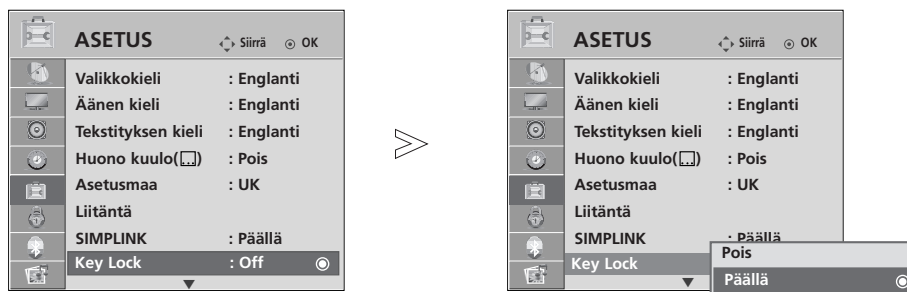 ASETUS Siirrä OK
Valikkokieli : Englanti
Äänen kieli : Englanti
Tekstityksen kieli : Englanti
Huono kuulo( ) : Pois
Asetusmaa : UK
Liitäntä
SIMPLINK : Päällä
Key Lock : Off
ASETUS Siirrä OK
Valikkokieli : Englanti
Äänen kieli : Englanti
Tekstityksen kieli : Englanti
Huono kuulo( ) : Pois
Asetusmaa : UK
Liitäntä
SIMPLINK : Päällä
Key Lock
Pois
Päällä